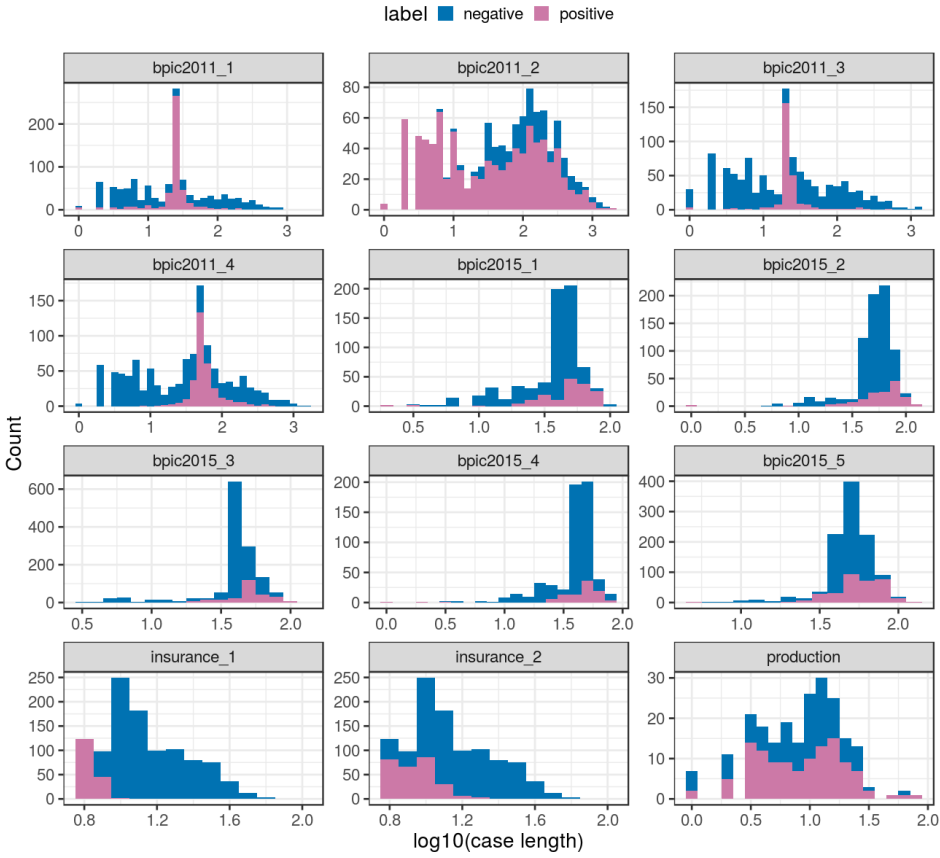 label negative positive
bpic2011_1 bpic2011_2 bpic2011_3
200
100
0
0 1 2 3
80
60
40
20
0
0 1 2 3
150
100
50
0
0 1 2 3
bpic2011_4 bpic2015_1 bpic2015_2
150
100
50
0
0 1 2 3
200
150
100
50
0
0.5 1.0 1.5 2.0
200
150
100
50
0
0.0 0.5 1.0 1.5 2.0
Count
bpic2015_3 bpic2015_4 bpic2015_5
600
400
200
0
0.5 1.0 1.5 2.0
200
150
100
50
0
0.0 0.5 1.0 1.5 2.0
400
300
200
100
0
1.0 1.5 2.0
insurance_1 insurance_2 production
250
200
150
100
50
0
0.8 1.2 1.6 2.0
250
200
150
100
50
0
0.8 1.2 1.6 2.0
30
20
10
0
0.0 0.5 1.0 1.5 2.0
log10(case length)